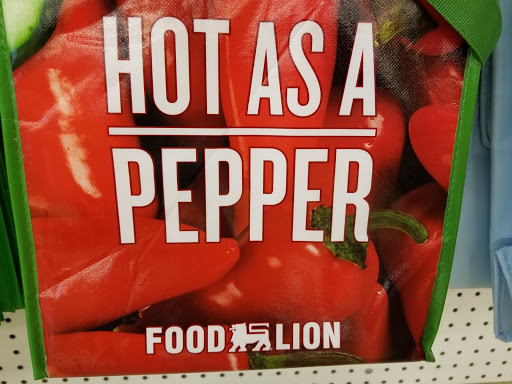 HOT AS A
PEPPER
FOOD LION